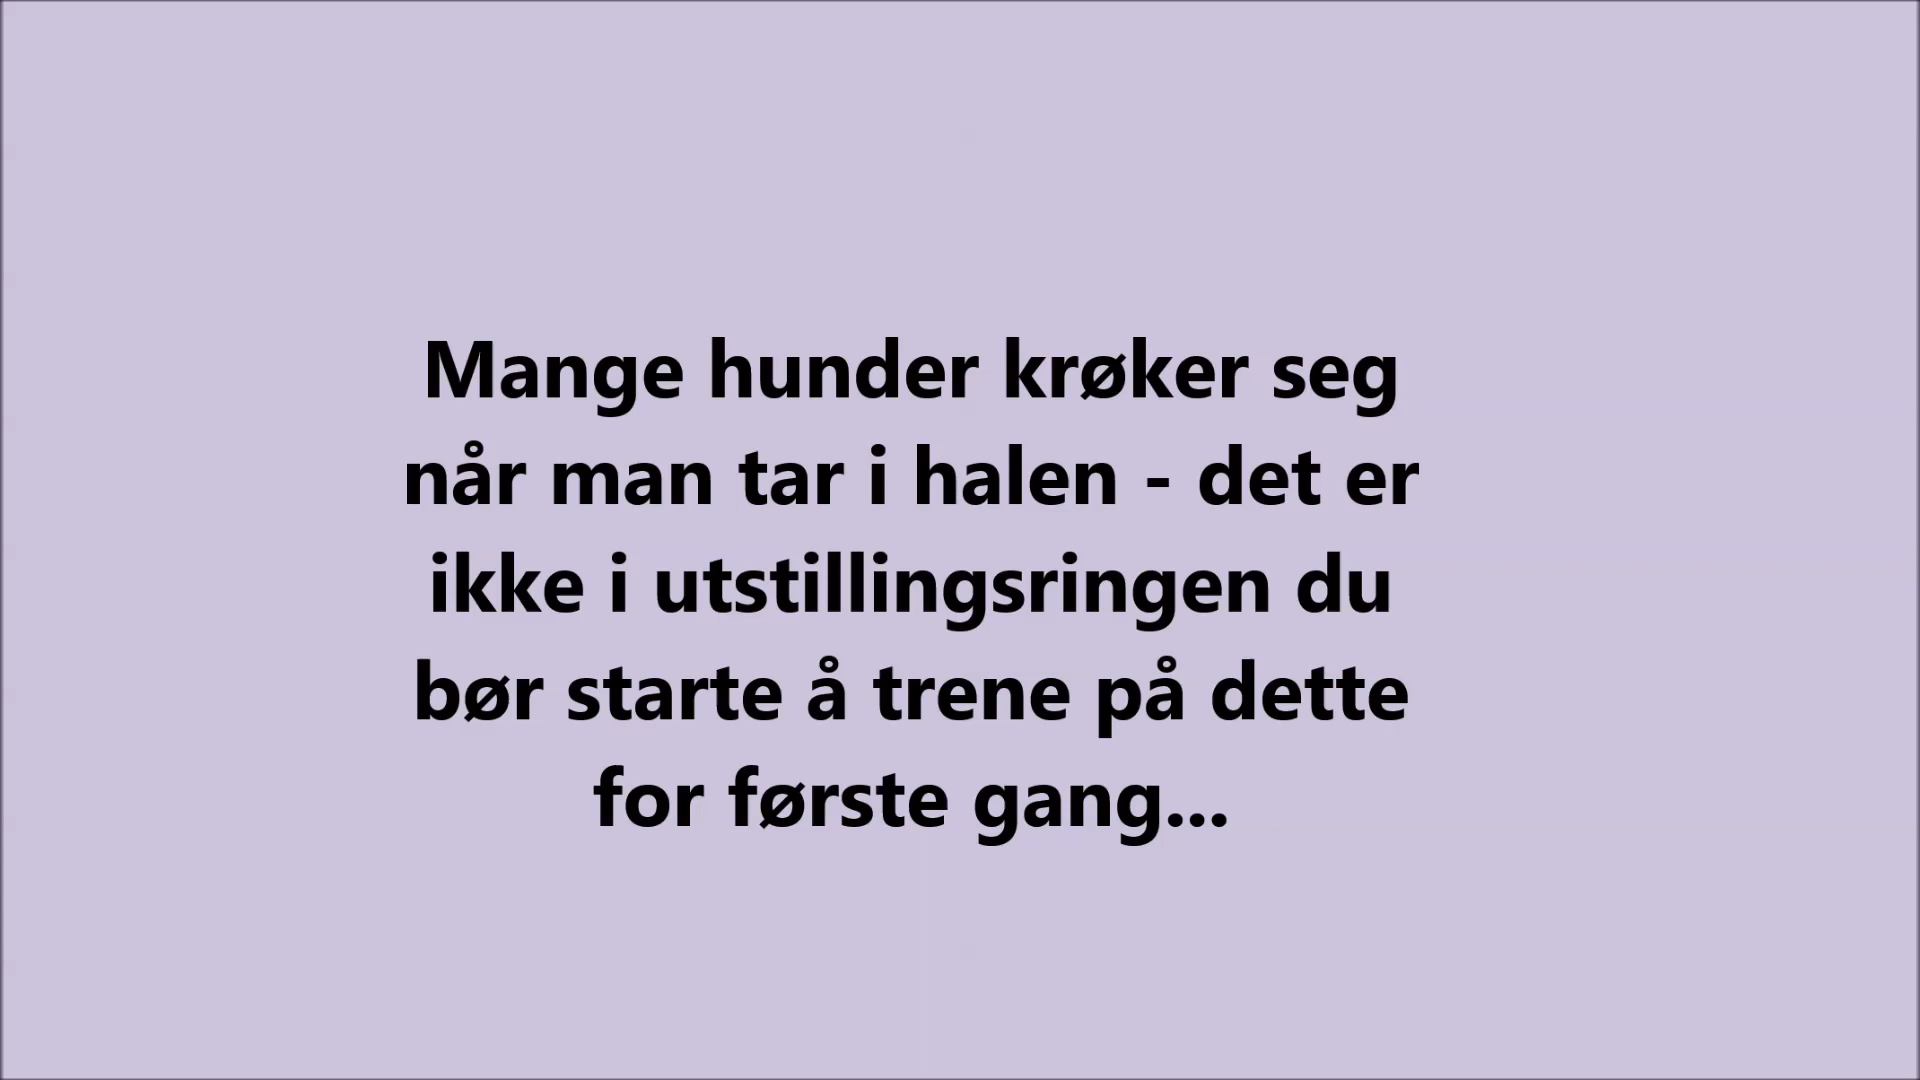 Mange hunder krøker seg
når man tar i halen - det er
ikke i utstillingsringen du
bør starte å trene på dette
for første gang...